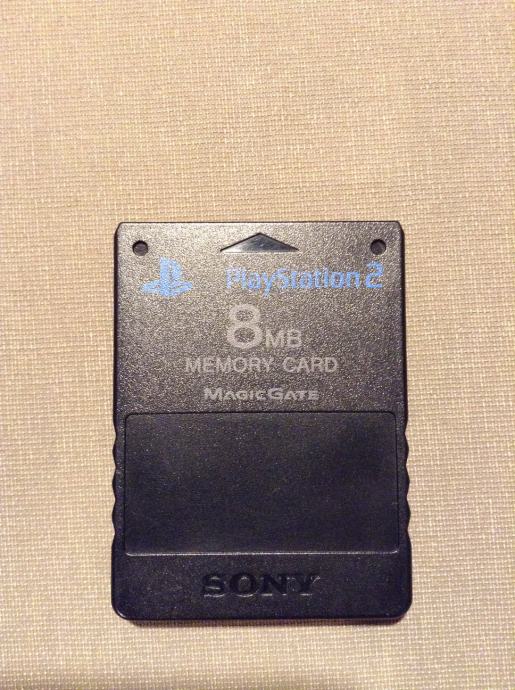 PlayStation 2
8MB
MEMORY CARD
MAGICGATE
SONY